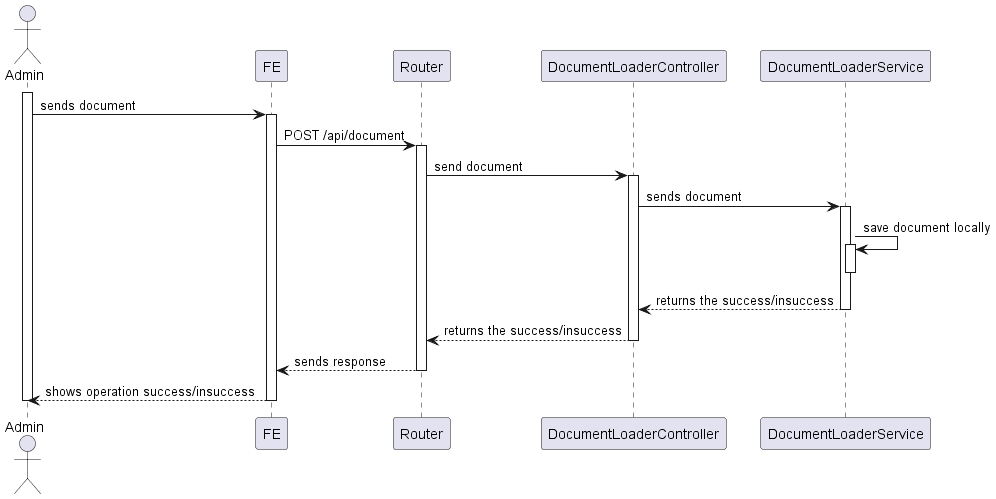 Admin
FE
Router
DocumentLoaderController
DocumentLoaderService
sends document
POST /api/document
send document
sends document
save document locally
returns the success/insuccess
returns the success/insuccess
sends response
shows operation success/insuccess
Admin
FE
Router
DocumentLoaderController
DocumentLoaderService